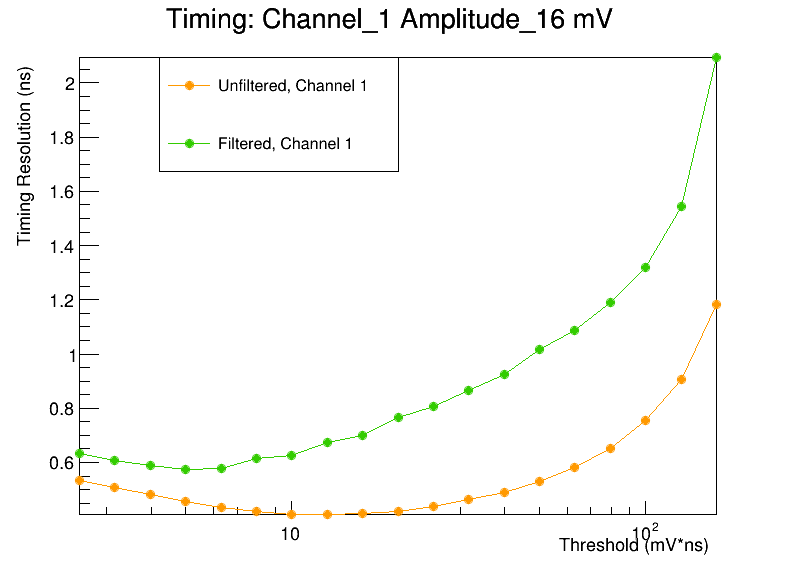 Timing: Channel_1 Amplitude_16 mV
Timing Resolution (ns)
Unfiltered, Channel 1
Filtered, Channel 1
2
1.8
1.6
1.4
1.2
1
0.8
0.6
10
10²
Threshold (mV*ns)